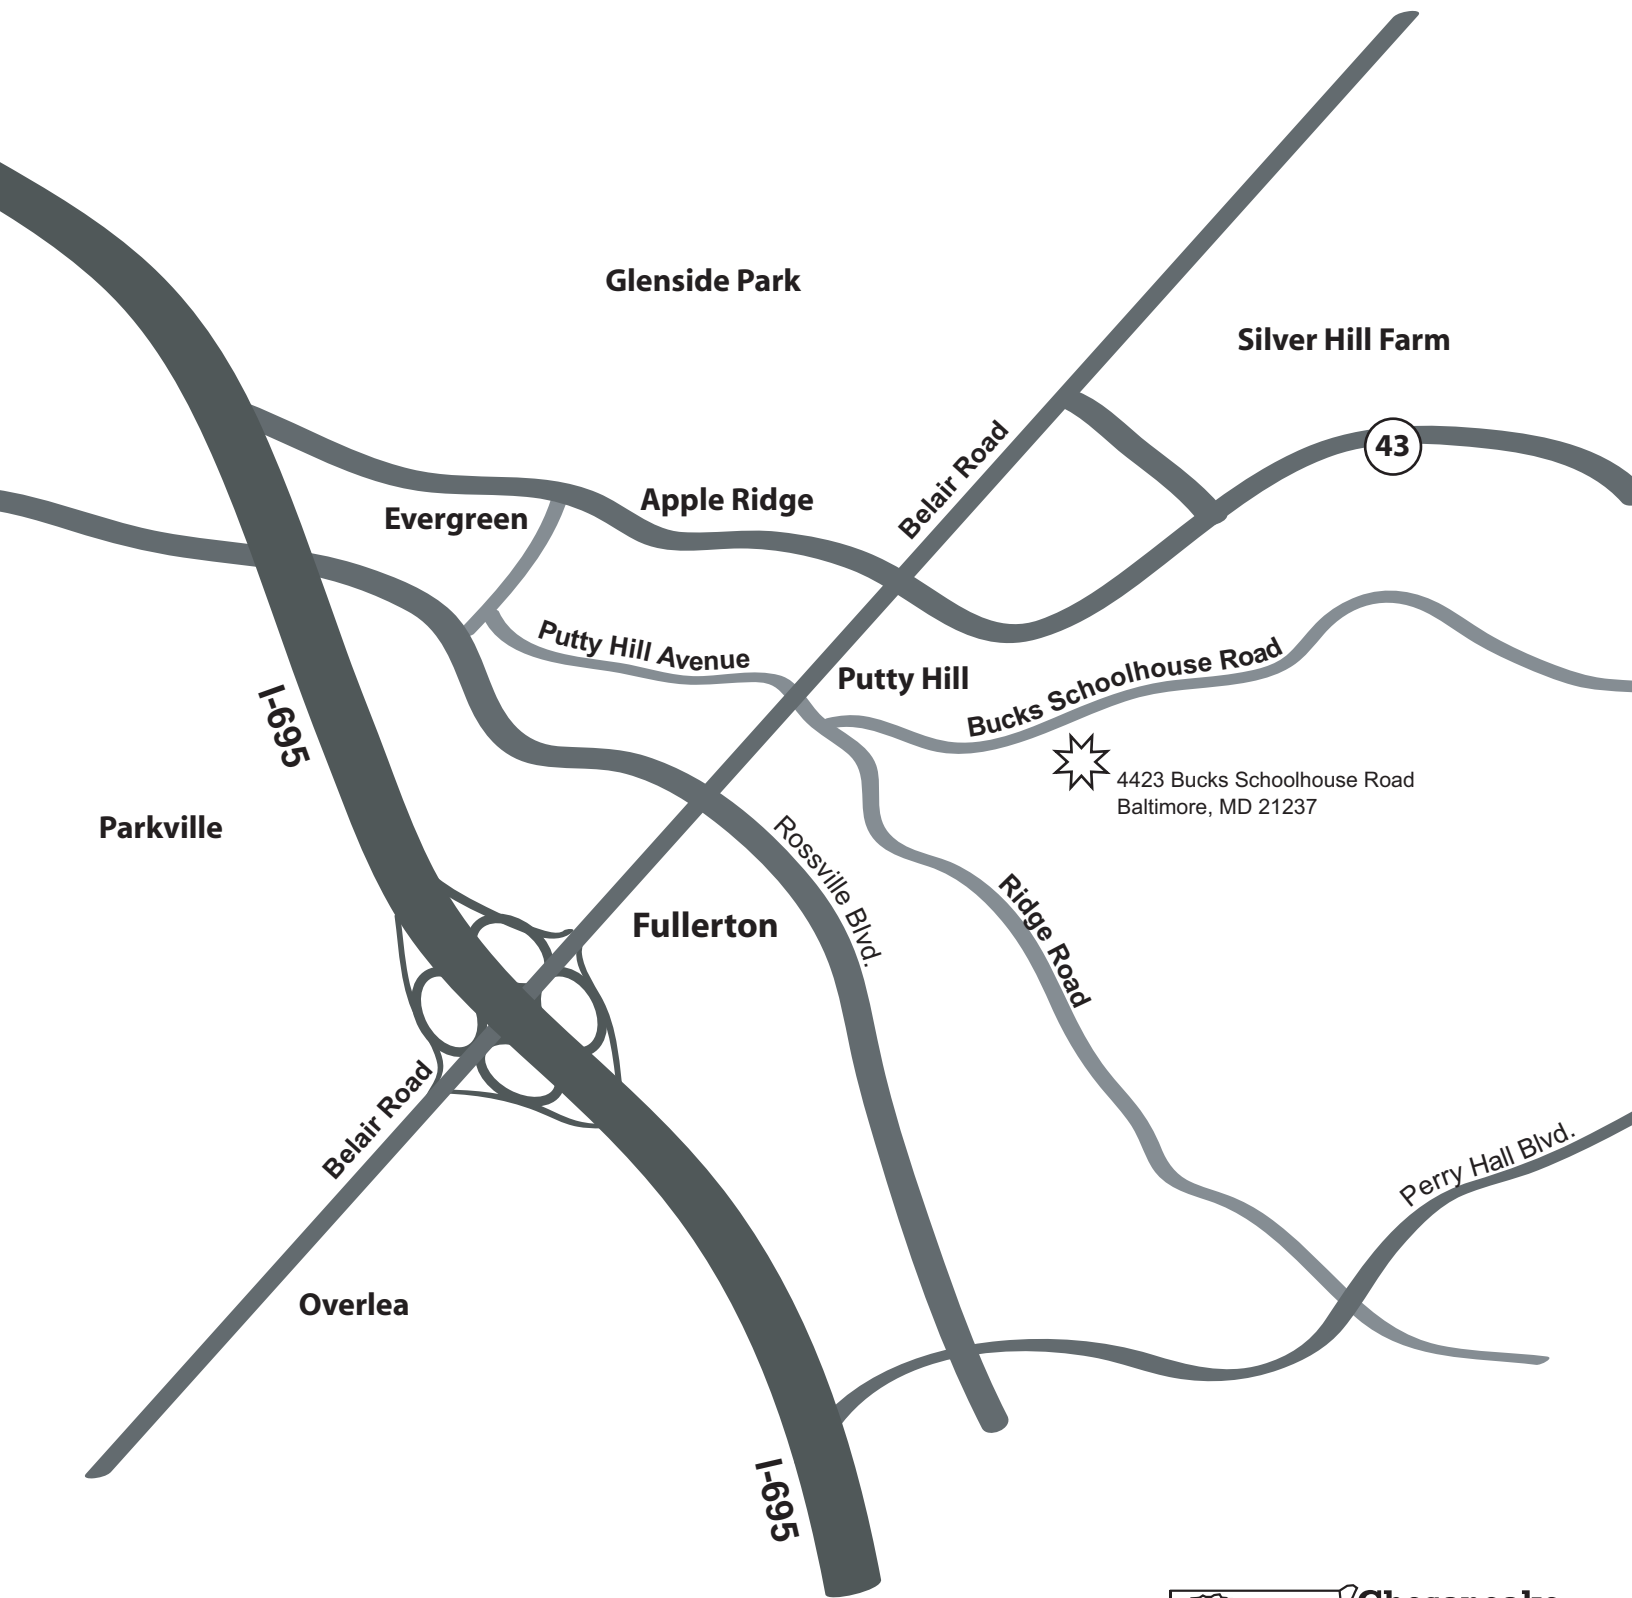 Glenside Park
Silver Hill Farm
Belair Road
43
Apple Ridge
Evergreen
Putty Hill Avenue
Putty Hill
Bucks Schoolhouse Road
I-695
4423 Bucks Schoolhouse Road
Baltimore, MD 21237
Parkville
Rossville Blvd.
Fullerton
Ridge Road
Belair Road
Perry Hall Blvd.
Overlea
I-695
Chesapeake